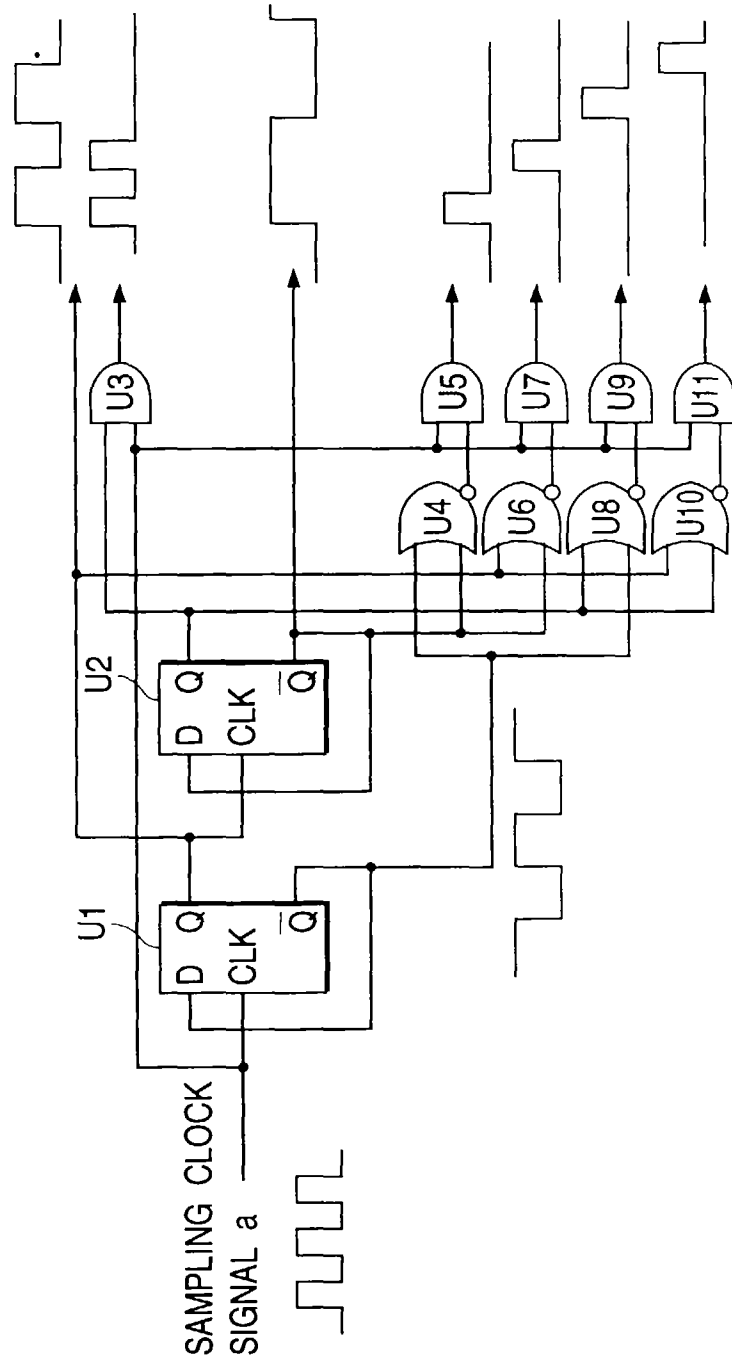 SAMPLING CLOCK
SIGNAL a
U1
D Q
CLK
Q̅
U2
D Q
CLK
Q̅
U3
U4
U5
U6
U7
U8
U9
U10
U11